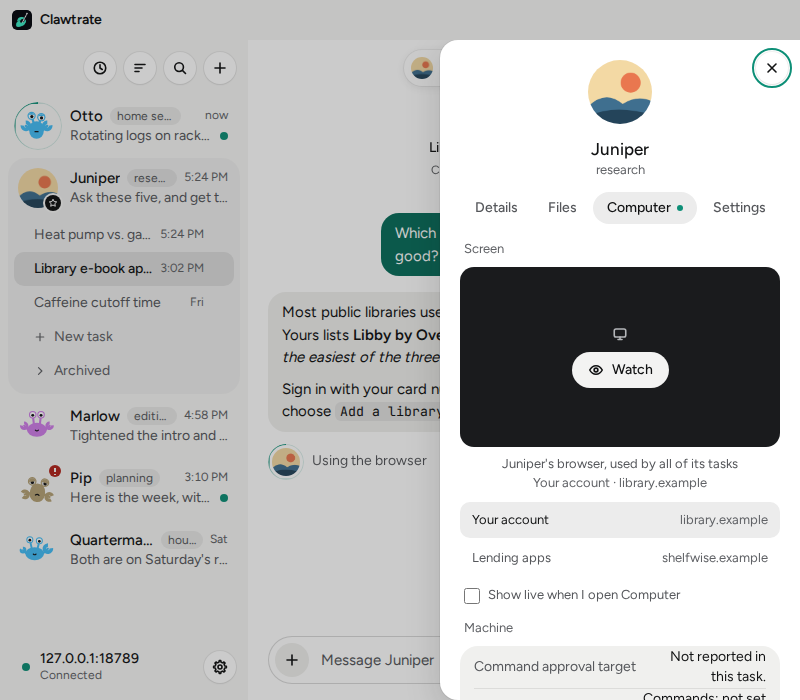 Clawtrate
Otto home se... now
Rotating logs on rack...
Juniper rese... 5:24 PM
Ask these five, and get t...
Heat pump vs. ga... 5:24 PM
Library e-book ap... 3:02 PM
Caffeine cutoff time Fri
New task
Archived
Marlow editi... 4:58 PM
Tightened the intro and ...
Pip planning 3:10 PM
Here is the week, wit...
Quarterma... hou... Sat
Both are on Saturday's r...
127.0.0.1:18789
Connected
Li
C
Which
good?
Most public libraries use
Yours lists Libby by Ove
the easiest of the three
Sign in with your card n
choose Add a library
Using the browser
Message Juniper
Juniper
research
Details Files Computer Settings
Screen
Watch
Juniper's browser, used by all of its tasks
Your account · library.example
Your account library.example
Lending apps shelfwise.example
Show live when I open Computer
Machine
Command approval target Not reported in
this task.
Commands: not set